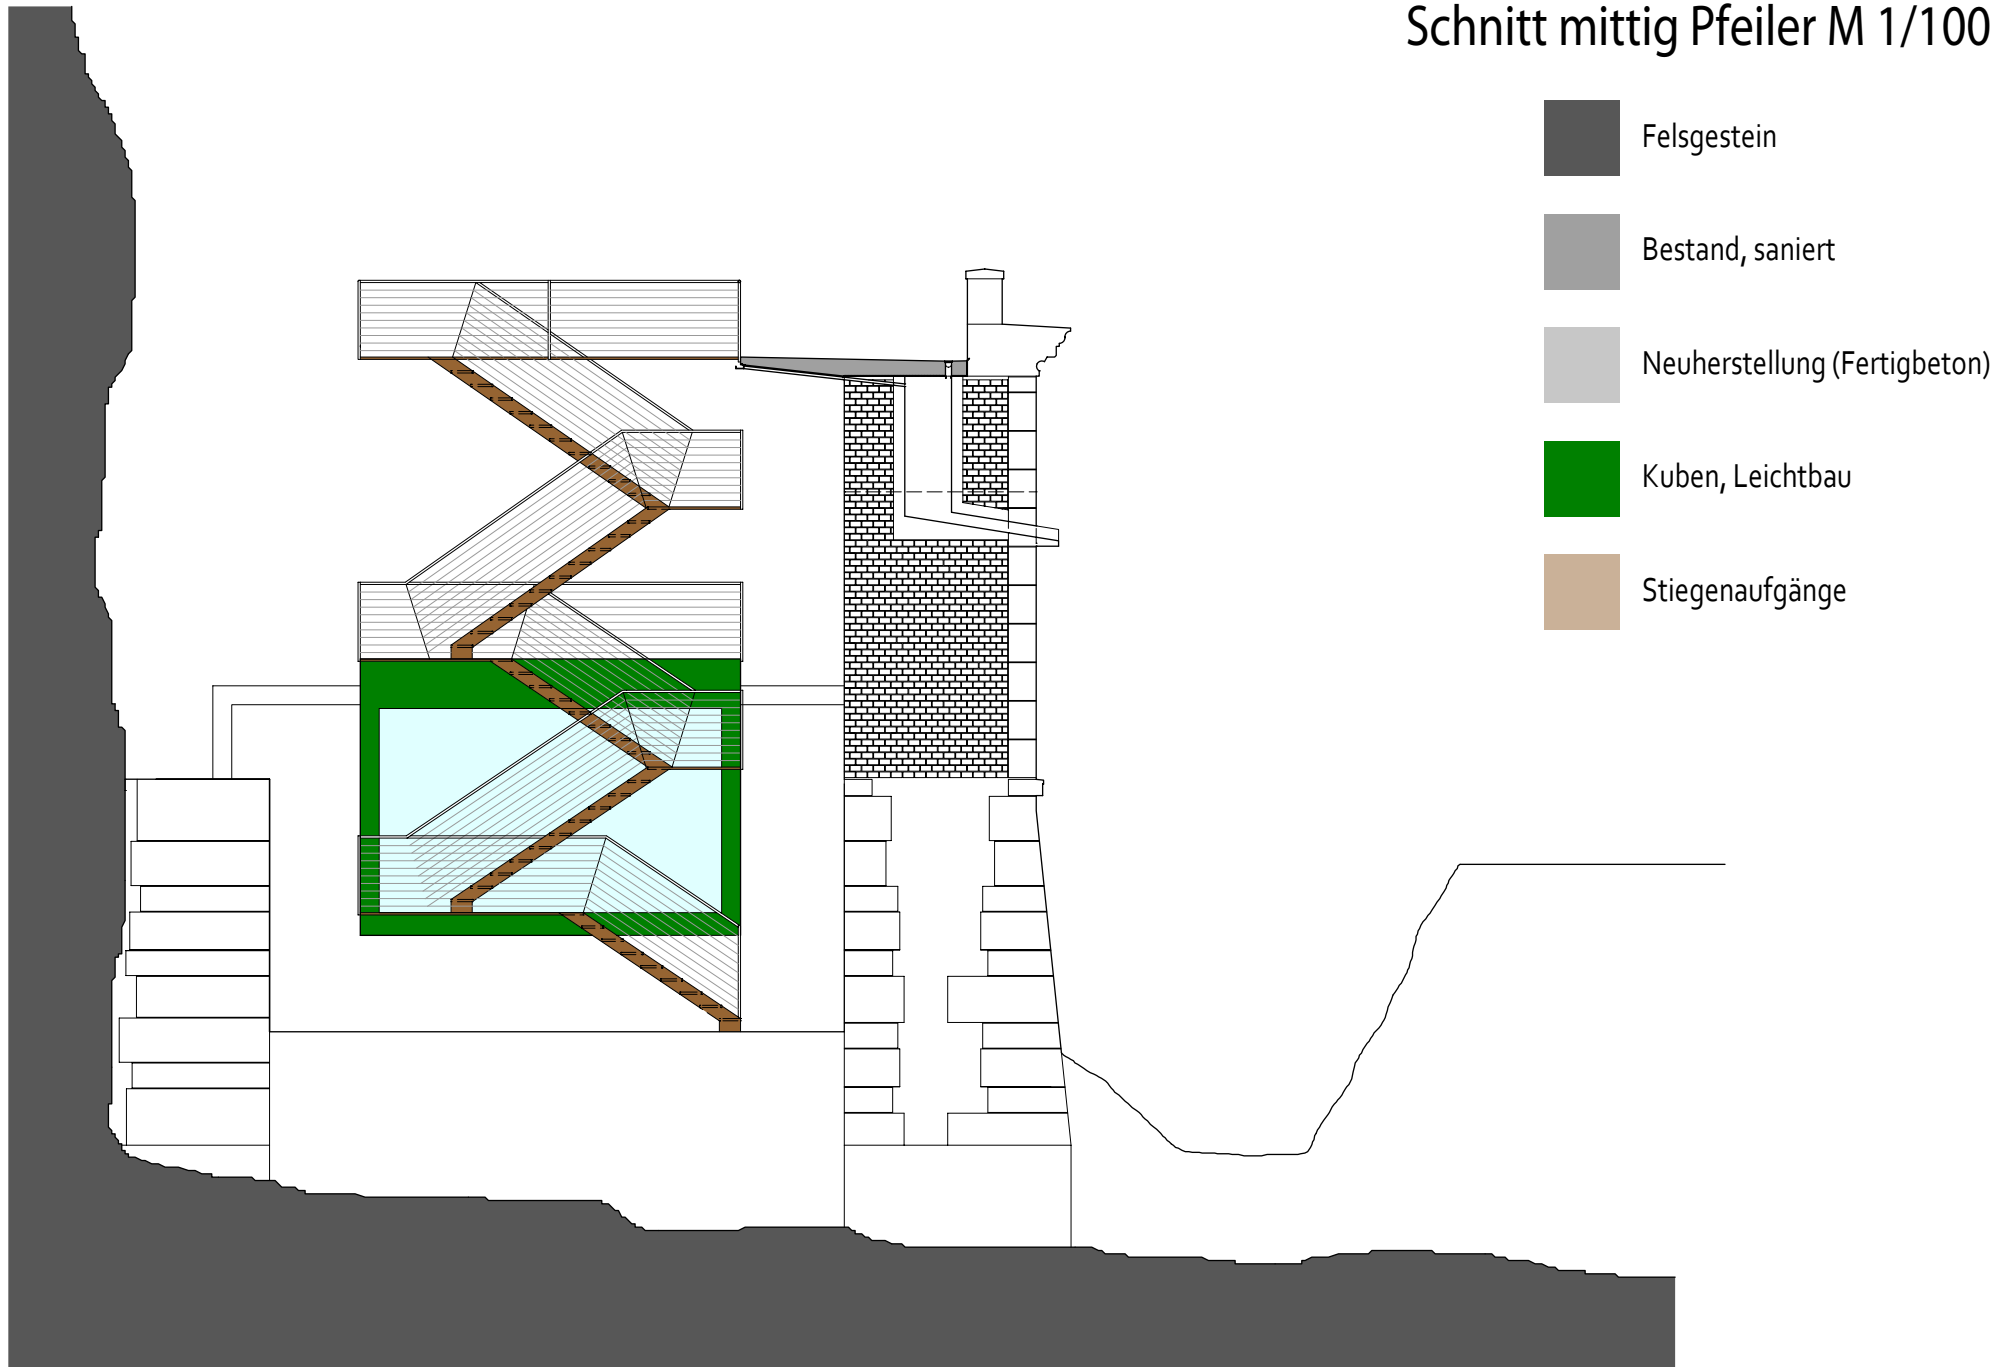 Schnitt mittig Pfeiler M 1/100
Felsgestein
Bestand, saniert
Neuherstellung (Fertigbeton)
Kuben, Leichtbau
Stiegenaufgänge